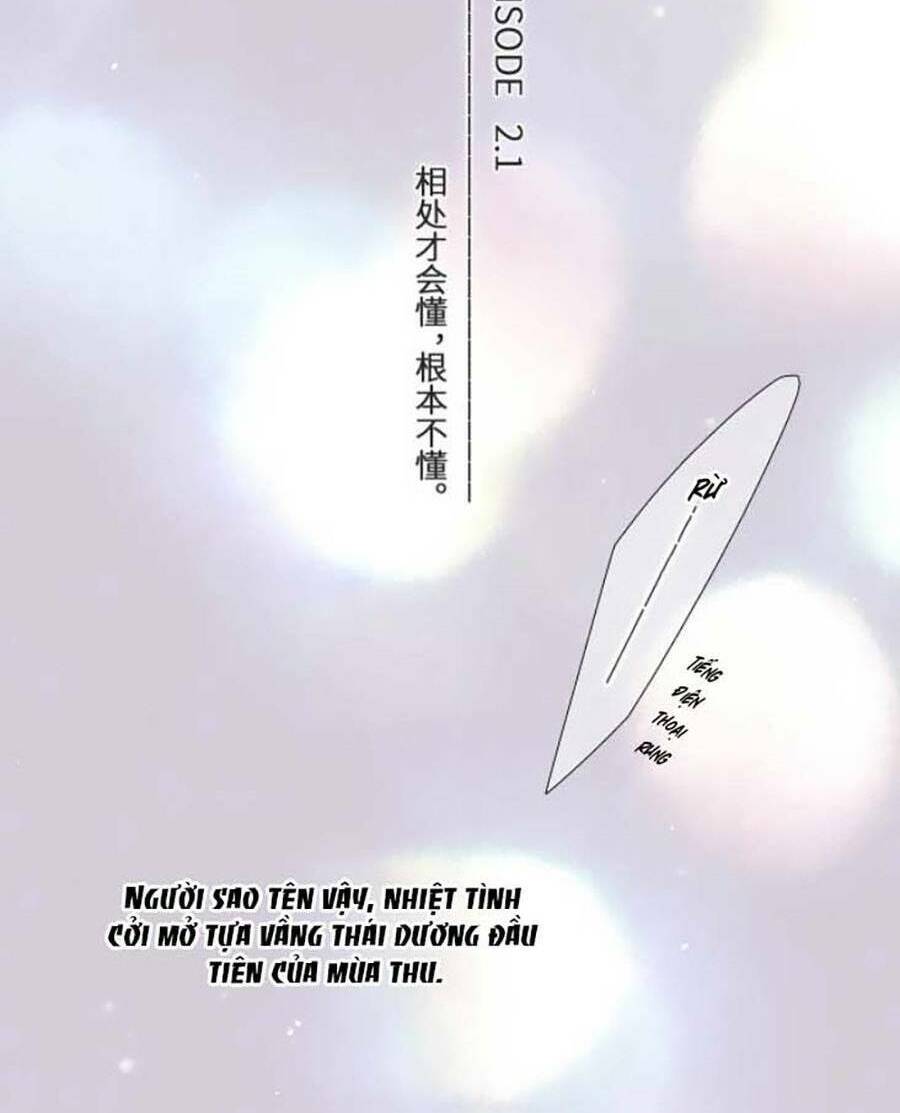 ISODE 2.1
相处才会懂，根本不懂。
RỪ
TIẾNG
ĐIỆN
THOẠI
RUNG
NGƯỜI SAO TÊN VẬY, NHIỆT TÌNH
CỞI MỞ TỰA VẦNG THÁI DƯƠNG ĐẦU
TIÊN CỦA MÙA THU.